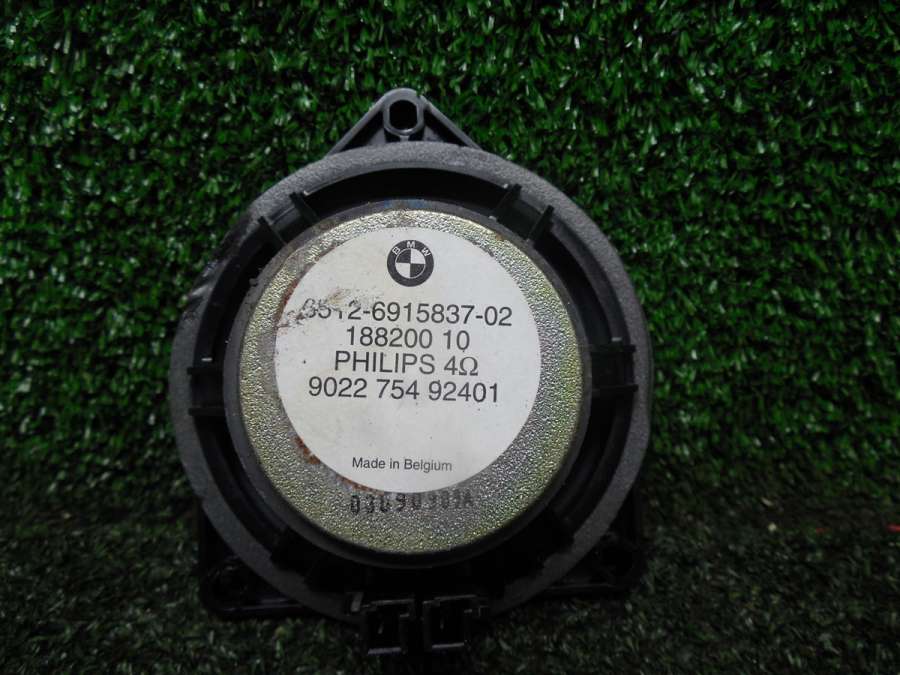 BMW
6512-6915837-02
188200 10
PHILIPS 4Ω
9022 754 92401
Made in Belgium